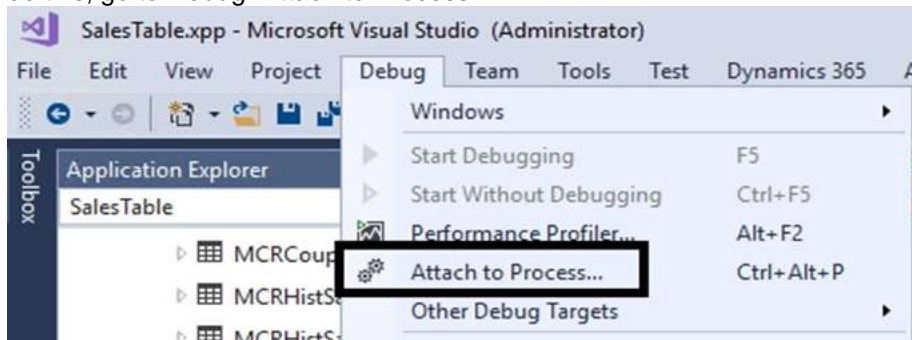 SalesTable.xpp - Microsoft Visual Studio (Administrator)
File Edit View Project Debug Team Tools Test Dynamics 365
Windows
Toolbox
Application Explorer
Start Debugging F5
SalesTable
Start Without Debugging Ctrl+F5
Performance Profiler... Alt+F2
MCRCoup
Attach to Process... Ctrl+Alt+P
MCRHistSa
Other Debug Targets